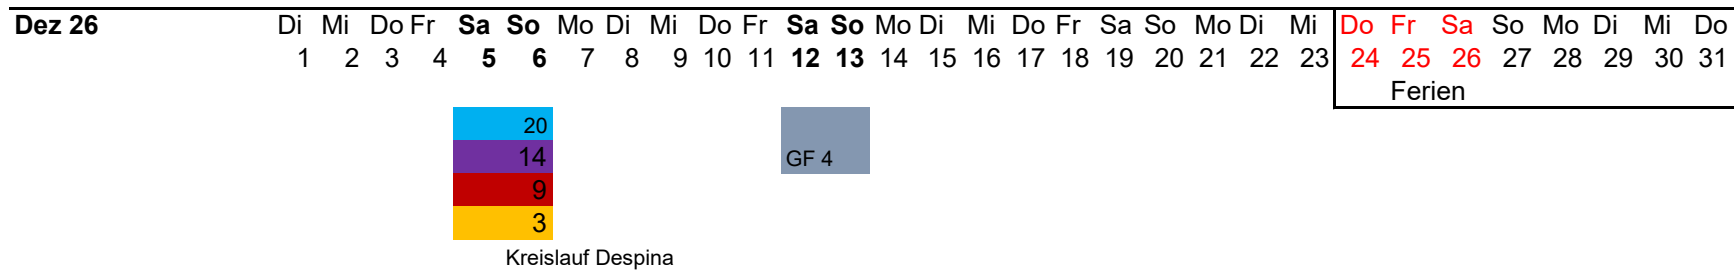 Dez 26 Di Mi Do Fr Sa So Mo Di Mi Do Fr Sa So Mo Di Mi Do Fr Sa So Mo Di Mi Do Fr Sa So Mo Di Mi Do
1 2 3 4 5 6 7 8 9 10 11 12 13 14 15 16 17 18 19 20 21 22 23 24 25 26 27 28 29 30 31
Ferien
20
14 GF 4
9
3
Kreislauf Despina